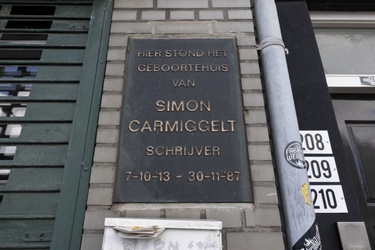 HIER STOND HET
GEBOORTEHUIS
VAN
SIMON
CARMIGGELT
SCHRIJVER
7-10-13 - 30-11-87
208
209
210